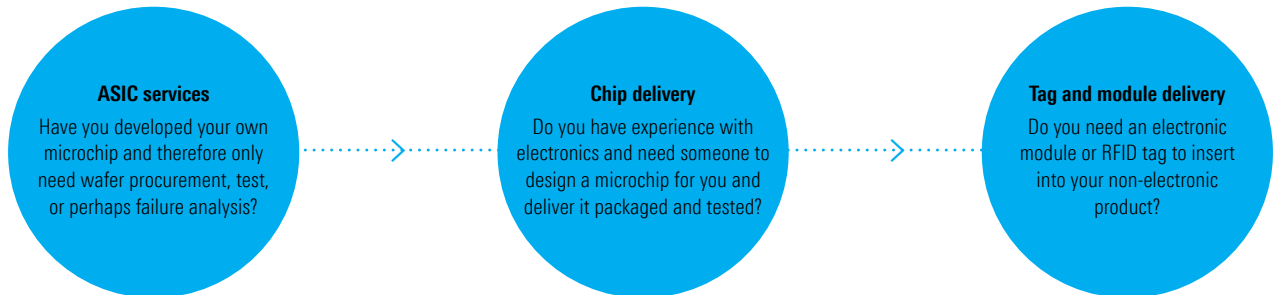 ASIC services
Have you developed your own
microchip and therefore only
need wafer procurement, test,
or perhaps failure analysis?
Chip delivery
Do you have experience with
electronics and need someone to
design a microchip for you and
deliver it packaged and tested?
Tag and module delivery
Do you need an electronic
module or RFID tag to insert
into your non-electronic
product?